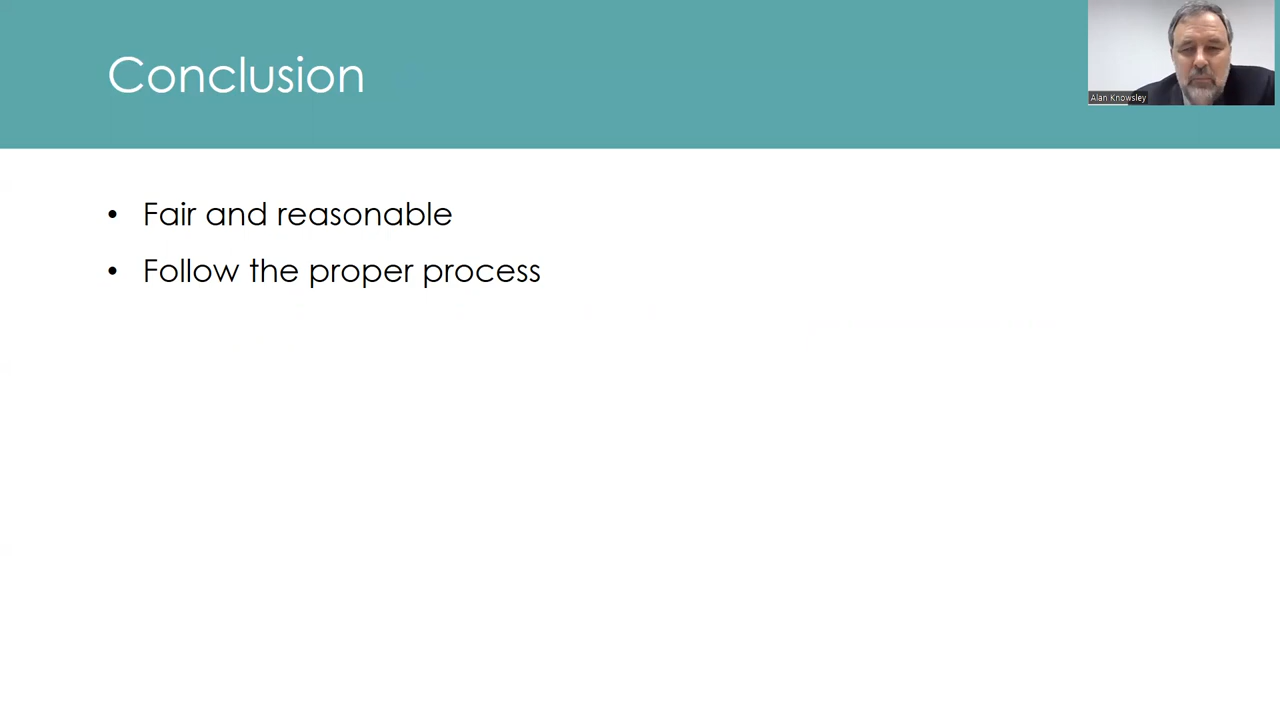 Conclusion
Alan Knowsley
• Fair and reasonable
• Follow the proper process